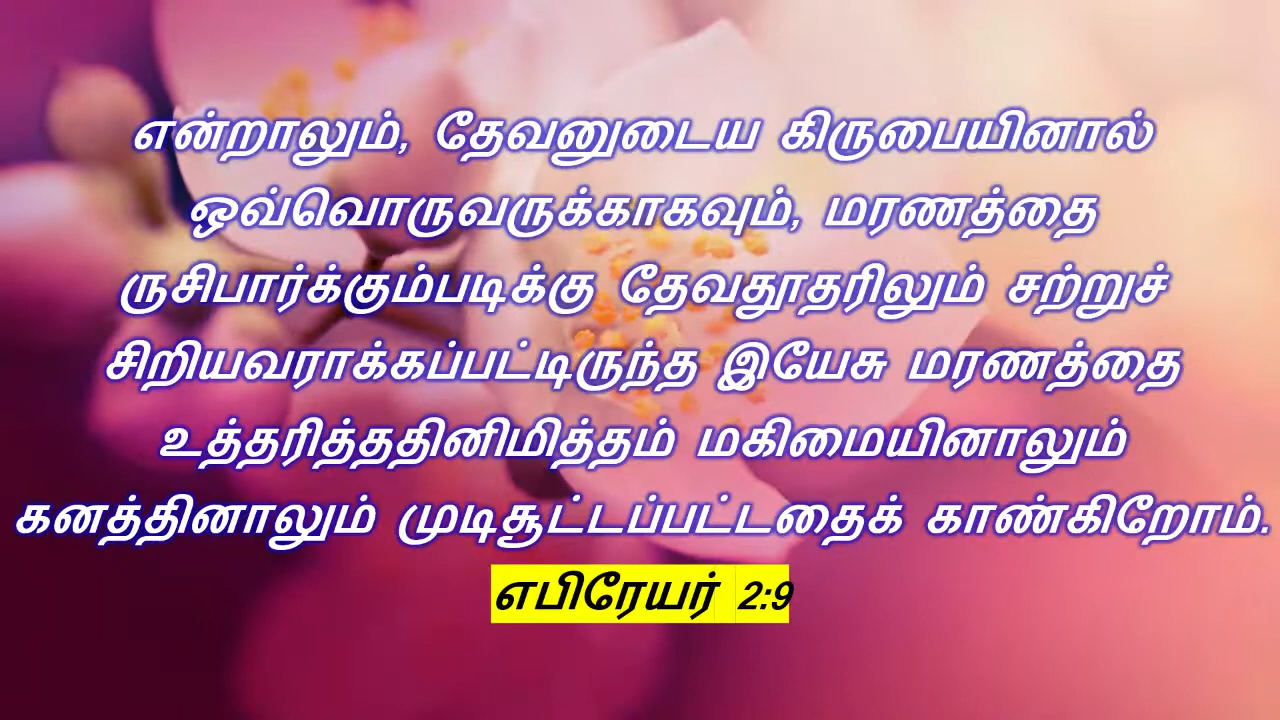 என்றாலும், தேவனுடைய கிருபையினால்
ஒவ்வொருவருக்காகவும், மரணத்தை
ருசிபார்க்கும்படிக்கு தேவதூதரிலும் சற்றுச்
சிறியவராக்கப்பட்டிருந்த இயேசு மரணத்தை
உத்தரித்ததினிமித்தம் மகிமையினாலும்
கனத்தினாலும் முடிசூட்டப்பட்டதைக் காண்கிறோம்.
எபிரேயர் 2:9